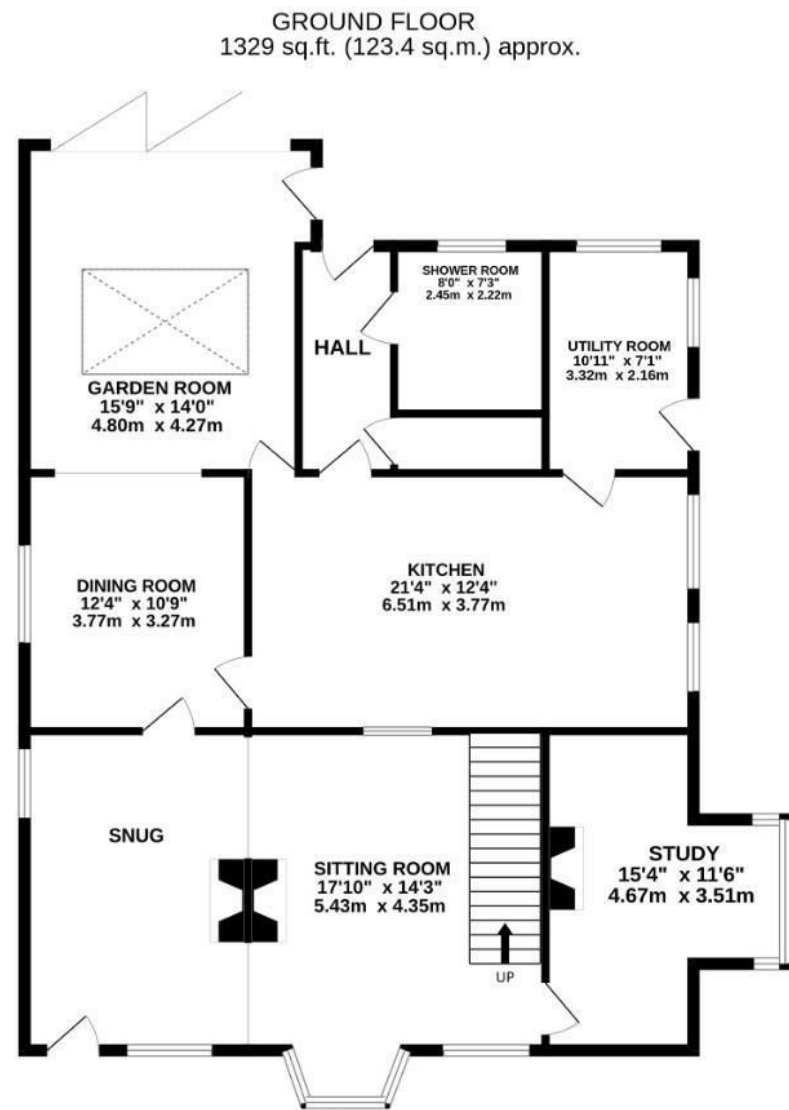 GROUND FLOOR
1329 sq.ft. (123.4 sq.m.) approx.
SHOWER ROOM
8'0" x 7'3"
2.45m x 2.22m
HALL
UTILITY ROOM
10'11" x 7'1"
3.32m x 2.16m
GARDEN ROOM
15'9" x 14'0"
4.80m x 4.27m
KITCHEN
21'4" x 12'4"
6.51m x 3.77m
DINING ROOM
12'4" x 10'9"
3.77m x 3.27m
SNUG
SITTING ROOM
17'10" x 14'3"
5.43m x 4.35m
STUDY
15'4" x 11'6"
4.67m x 3.51m
UP